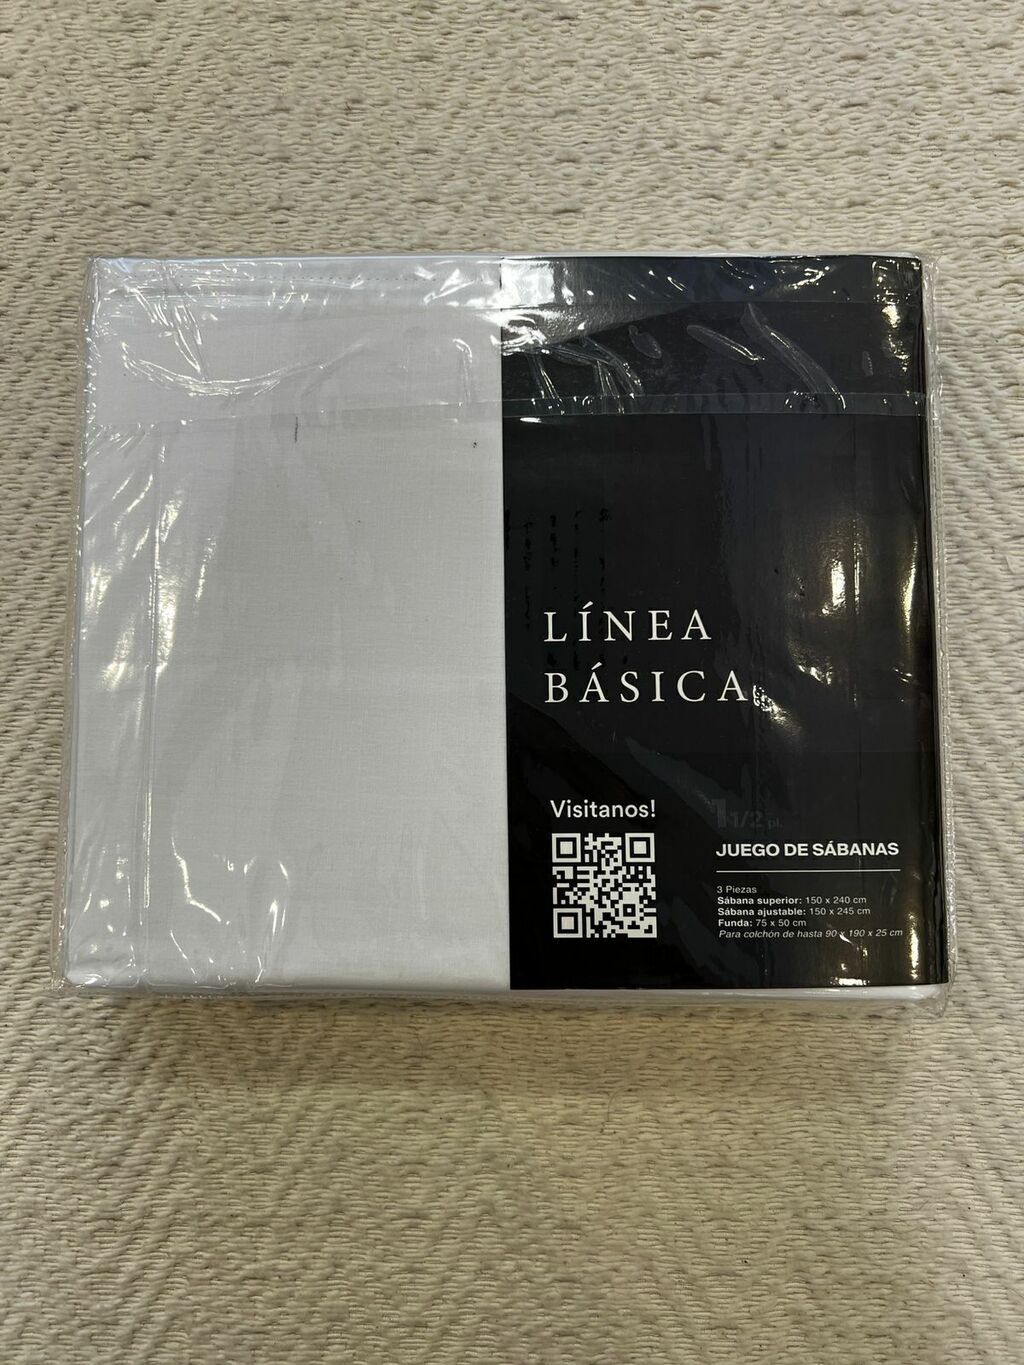 LÍNEA
BÁSICA
Visitanos!
1 1/2 pl.
JUEGO DE SÁBANAS
3 Piezas
Sábana superior: 150 x 240 cm
Sábana ajustable: 150 x 245 cm
Funda: 75 x 50 cm
Para colchón de hasta 90 x 190 x 25 cm